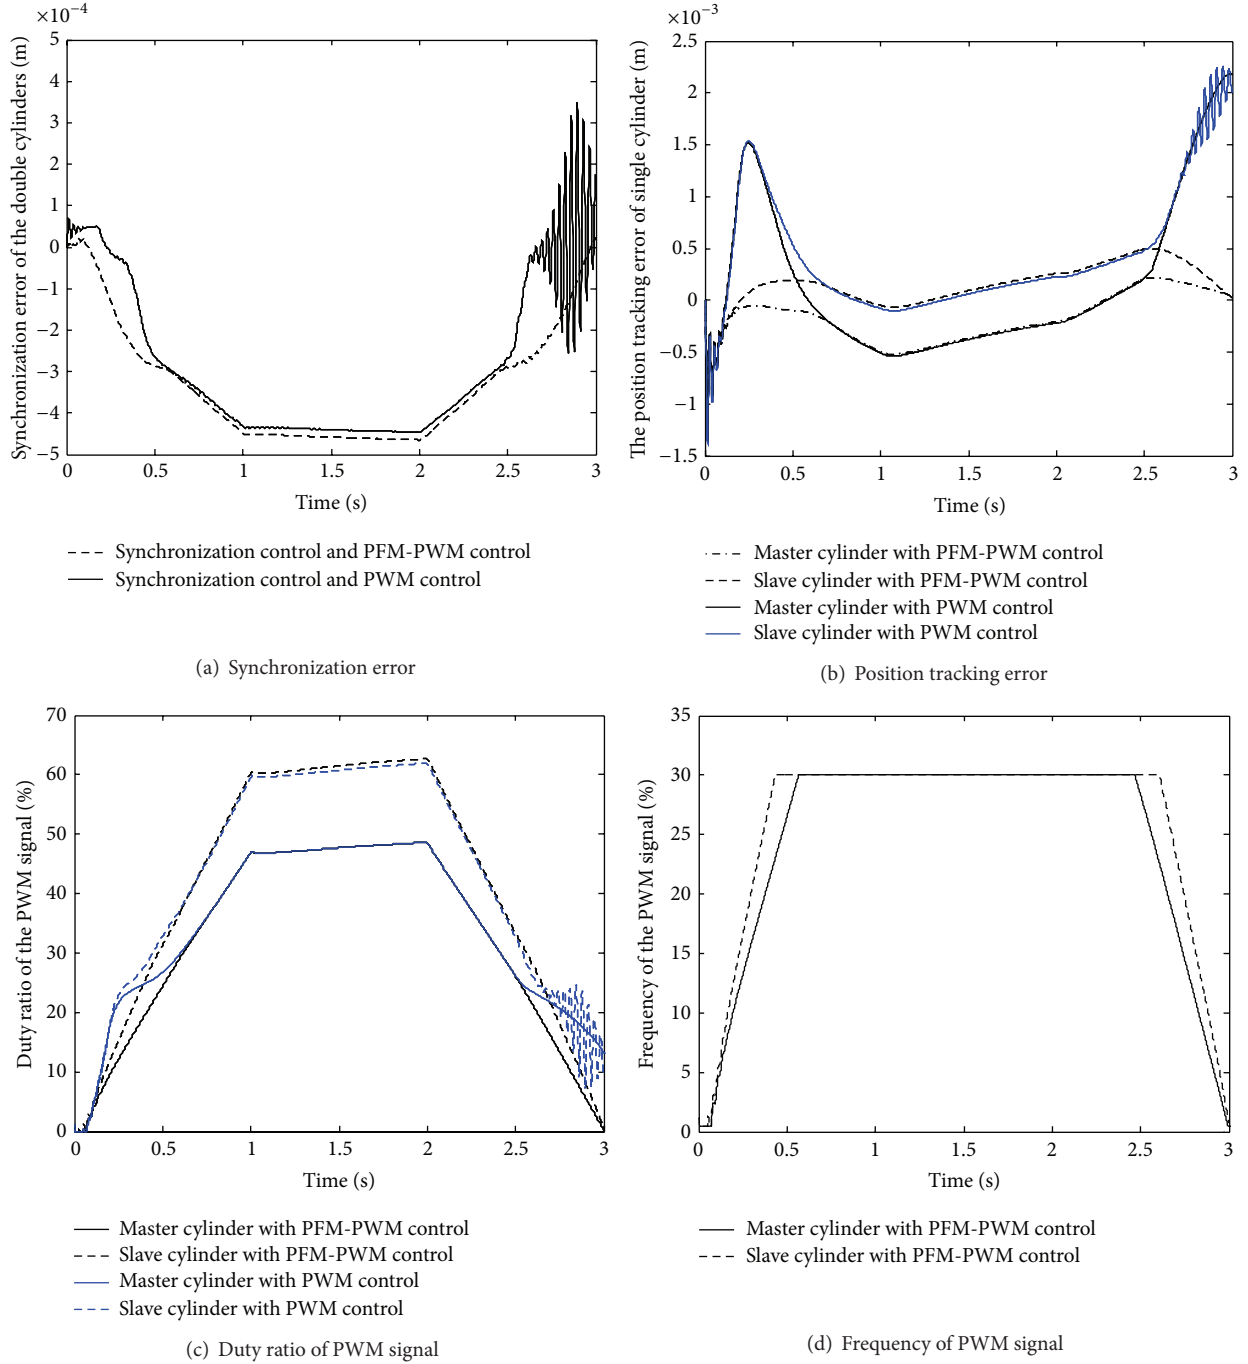 ×10⁻⁴
5
4
3
2
1
0
−1
−2
−3
−4
−5
Synchronization error of the double cylinders (m)
0 0.5 1 1.5 2 2.5 3
Time (s)
Synchronization control and PFM-PWM control
Synchronization control and PWM control
(a) Synchronization error
×10⁻³
2.5
2
1.5
1
0.5
0
−0.5
−1
−1.5
The position tracking error of single cylinder (m)
0 0.5 1 1.5 2 2.5 3
Time (s)
Master cylinder with PFM-PWM control
Slave cylinder with PFM-PWM control
Master cylinder with PWM control
Slave cylinder with PWM control
(b) Position tracking error
70
60
50
40
30
20
10
0
Duty ratio of the PWM signal (%)
0 0.5 1 1.5 2 2.5 3
Time (s)
Master cylinder with PFM-PWM control
Slave cylinder with PFM-PWM control
Master cylinder with PWM control
Slave cylinder with PWM control
(c) Duty ratio of PWM signal
35
30
25
20
15
10
5
0
Frequency of the PWM signal (%)
0 0.5 1 1.5 2 2.5 3
Time (s)
Master cylinder with PFM-PWM control
Slave cylinder with PFM-PWM control
(d) Frequency of PWM signal